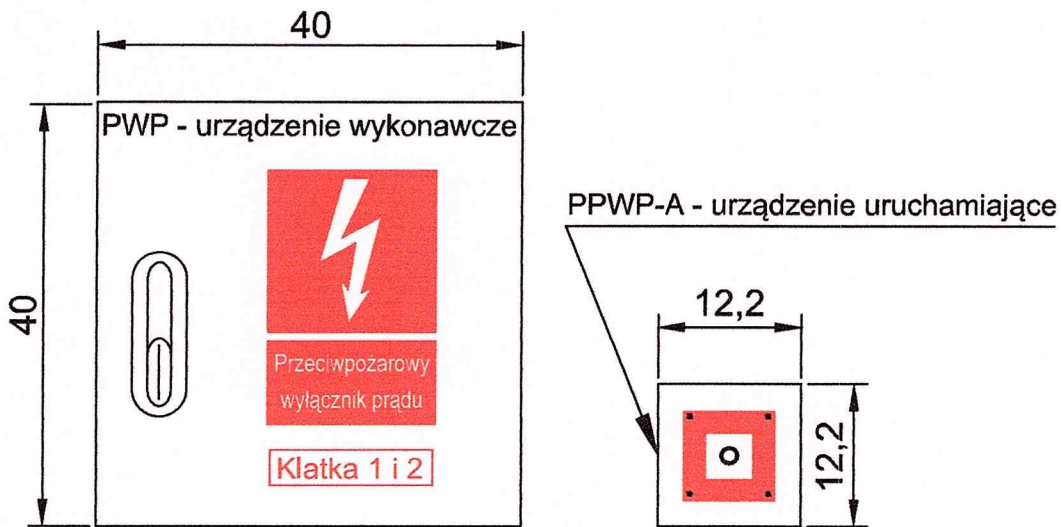 40
PWP - urządzenie wykonawcze
40
Przeciwpożarowy
wyłącznik prądu
Klatka 1 i 2
PPWP-A - urządzenie uruchamiające
12,2
12,2